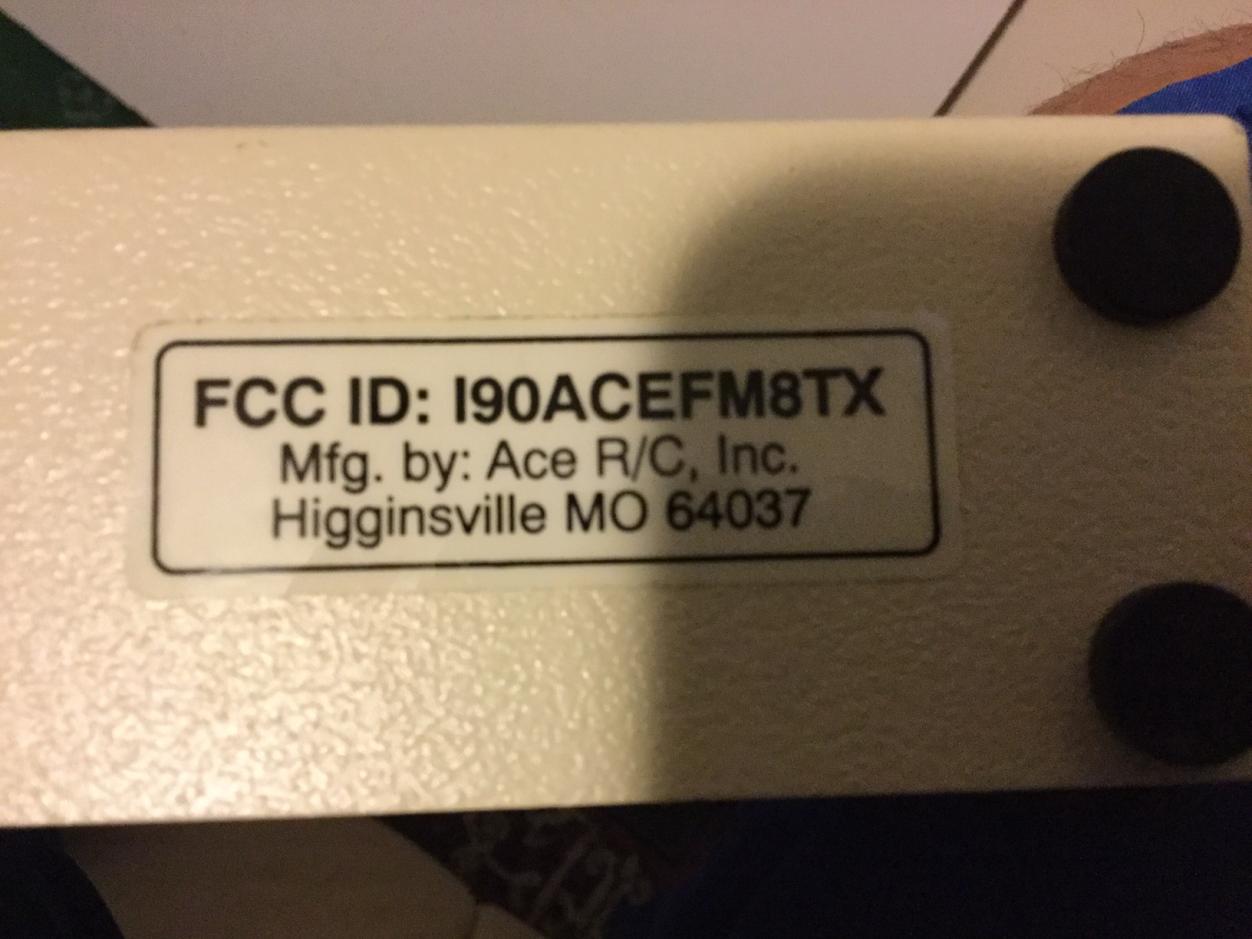 FCC ID: I90ACEFM8TX
Mfg. by: Ace R/C, Inc.
Higginsville MO 64037